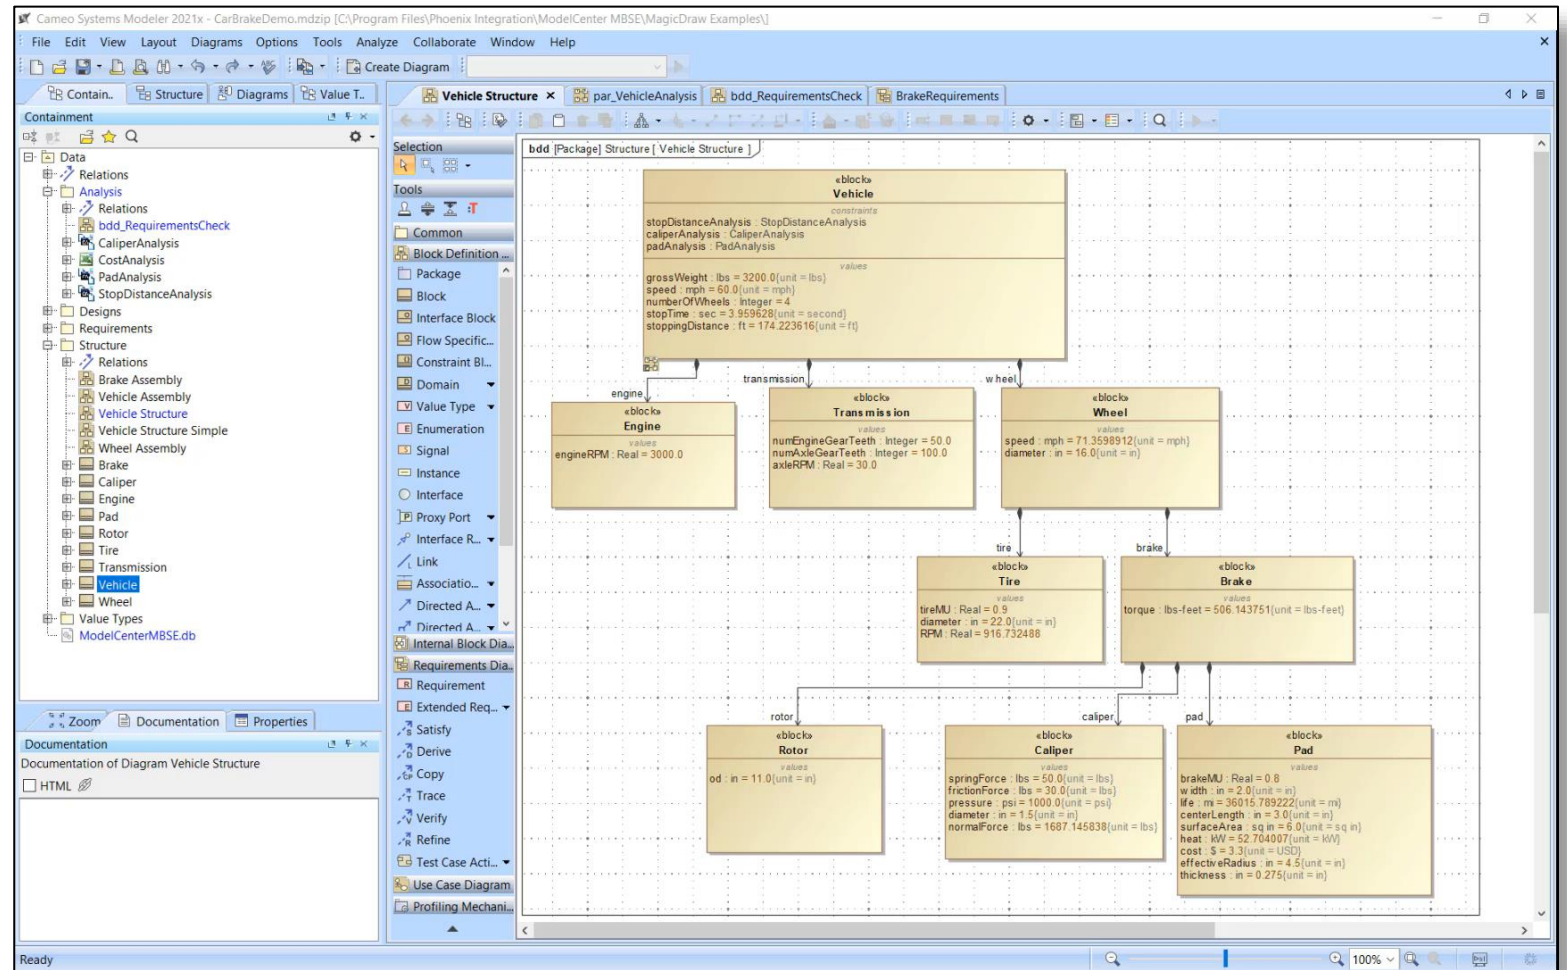 Cameo Systems Modeler 2021x - CarBrakeDemo.mdzip [C:\Program Files\Phoenix Integration\ModelCenter MBSE\MagicDraw Examples\]
File Edit View Layout Diagrams Options Tools Analyze Collaborate Window Help
Create Diagram
Contain.. Structure Diagrams Value T..
Containment
Data
Relations
Analysis
Relations
bdd_RequirementsCheck
CaliperAnalysis
CostAnalysis
PadAnalysis
StopDistanceAnalysis
Designs
Requirements
Structure
Relations
Brake Assembly
Vehicle Assembly
Vehicle Structure
Vehicle Structure Simple
Wheel Assembly
Brake
Caliper
Engine
Pad
Rotor
Tire
Transmission
Vehicle
Wheel
Value Types
ModelCenterMBSE.db
Zoom Documentation Properties
Documentation
Documentation of Diagram Vehicle Structure
HTML
Vehicle Structure par_VehicleAnalysis bdd_RequirementsCheck BrakeRequirements
Selection
Tools
Common
Block Definition ...
Package
Block
Interface Block
Flow Specific...
Constraint Bl...
Domain
Value Type
Enumeration
Signal
Instance
Interface
Proxy Port
Interface R...
Link
Associatio...
Directed A...
Directed A...
Internal Block Dia...
Requirements Dia...
Requirement
Extended Req...
Satisfy
Derive
Copy
Trace
Verify
Refine
Test Case Acti...
Use Case Diagram
Profiling Mechani...
bdd [Package] Structure [ Vehicle Structure ]
«block»
Vehicle
constraints
stopDistanceAnalysis : StopDistanceAnalysis
caliperAnalysis : CaliperAnalysis
padAnalysis : PadAnalysis
values
grossWeight : lbs = 3200.0{unit = lbs}
speed : mph = 60.0{unit = mph}
numberOfWheels : Integer = 4
stopTime : sec = 3.959628{unit = second}
stoppingDistance : ft = 174.223616{unit = ft}
engine
transmission
wheel
«block»
Engine
values
engineRPM : Real = 3000.0
«block»
Transmission
values
numEngineGearTeeth : Integer = 50.0
numAxleGearTeeth : Integer = 100.0
axleRPM : Real = 30.0
«block»
Wheel
values
speed : mph = 71.3598912{unit = mph}
diameter : in = 16.0{unit = in}
tire
brake
«block»
Tire
values
tireMU : Real = 0.9
diameter : in = 22.0{unit = in}
RPM : Real = 916.732488
«block»
Brake
values
torque : lbs-feet = 506.143751{unit = lbs-feet}
rotor
caliper
pad
«block»
Rotor
values
od : in = 11.0{unit = in}
«block»
Caliper
values
springForce : lbs = 50.0{unit = lbs}
frictionForce : lbs = 30.0{unit = lbs}
pressure : psi = 1000.0{unit = psi}
diameter : in = 1.5{unit = in}
normalForce : lbs = 1687.145838{unit = lbs}
«block»
Pad
values
brakeMU : Real = 0.8
width : in = 2.0{unit = in}
life : mi = 36015.789222{unit = mi}
centerLength : in = 3.0{unit = in}
surfaceArea : sq in = 6.0{unit = sq in}
heat : kW = 52.704007{unit = kW}
cost : $ = 3.3{unit = USD}
effectiveRadius : in = 4.5{unit = in}
thickness : in = 0.275{unit = in}
Ready
100%